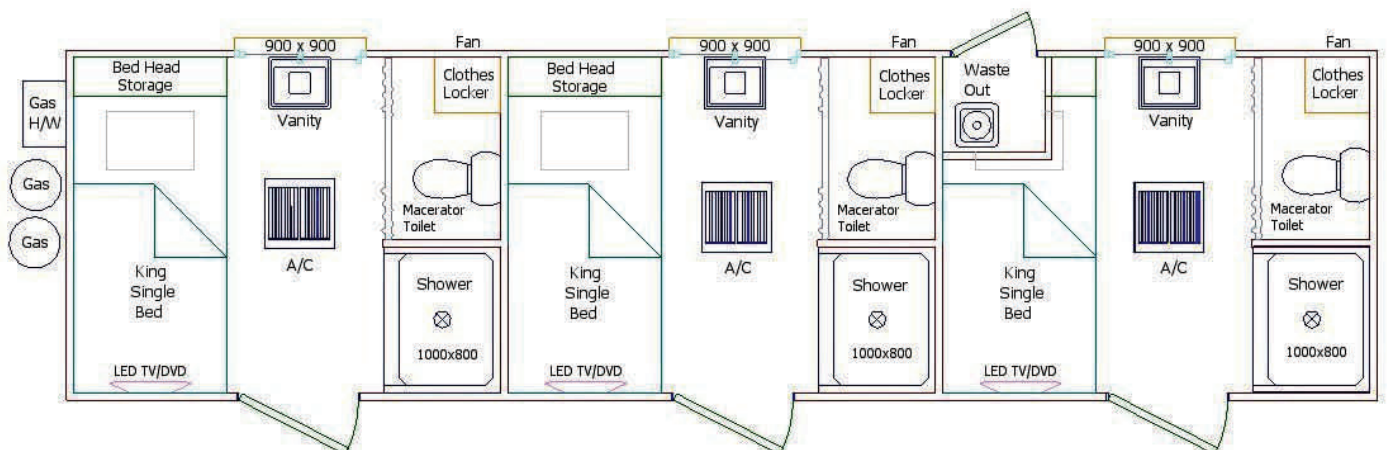 900 x 900
Fan
900 x 900
Fan
900 x 900
Fan
Gas
H/W
Gas
Gas
Bed Head
Storage
Vanity
Clothes
Locker
Macerator
Toilet
A/C
King
Single
Bed
Shower
1000x800
LED TV/DVD
Bed Head
Storage
Vanity
Clothes
Locker
Macerator
Toilet
A/C
King
Single
Bed
Shower
1000x800
LED TV/DVD
Waste
Out
Vanity
Clothes
Locker
Macerator
Toilet
A/C
King
Single
Bed
Shower
1000x800
LED TV/DVD